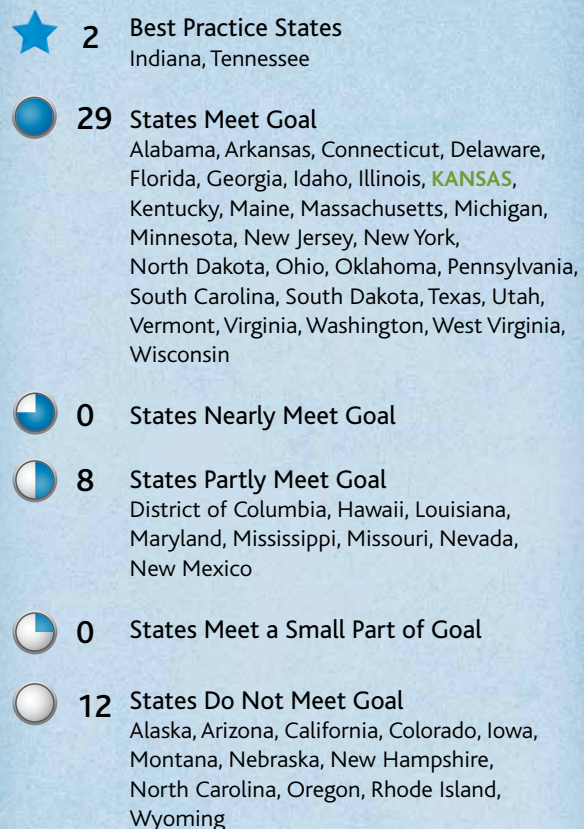 2 Best Practice States
Indiana, Tennessee
29 States Meet Goal
Alabama, Arkansas, Connecticut, Delaware,
Florida, Georgia, Idaho, Illinois, KANSAS,
Kentucky, Maine, Massachusetts, Michigan,
Minnesota, New Jersey, New York,
North Dakota, Ohio, Oklahoma, Pennsylvania,
South Carolina, South Dakota, Texas, Utah,
Vermont, Virginia, Washington, West Virginia,
Wisconsin
0 States Nearly Meet Goal
8 States Partly Meet Goal
District of Columbia, Hawaii, Louisiana,
Maryland, Mississippi, Missouri, Nevada,
New Mexico
0 States Meet a Small Part of Goal
12 States Do Not Meet Goal
Alaska, Arizona, California, Colorado, Iowa,
Montana, Nebraska, New Hampshire,
North Carolina, Oregon, Rhode Island,
Wyoming